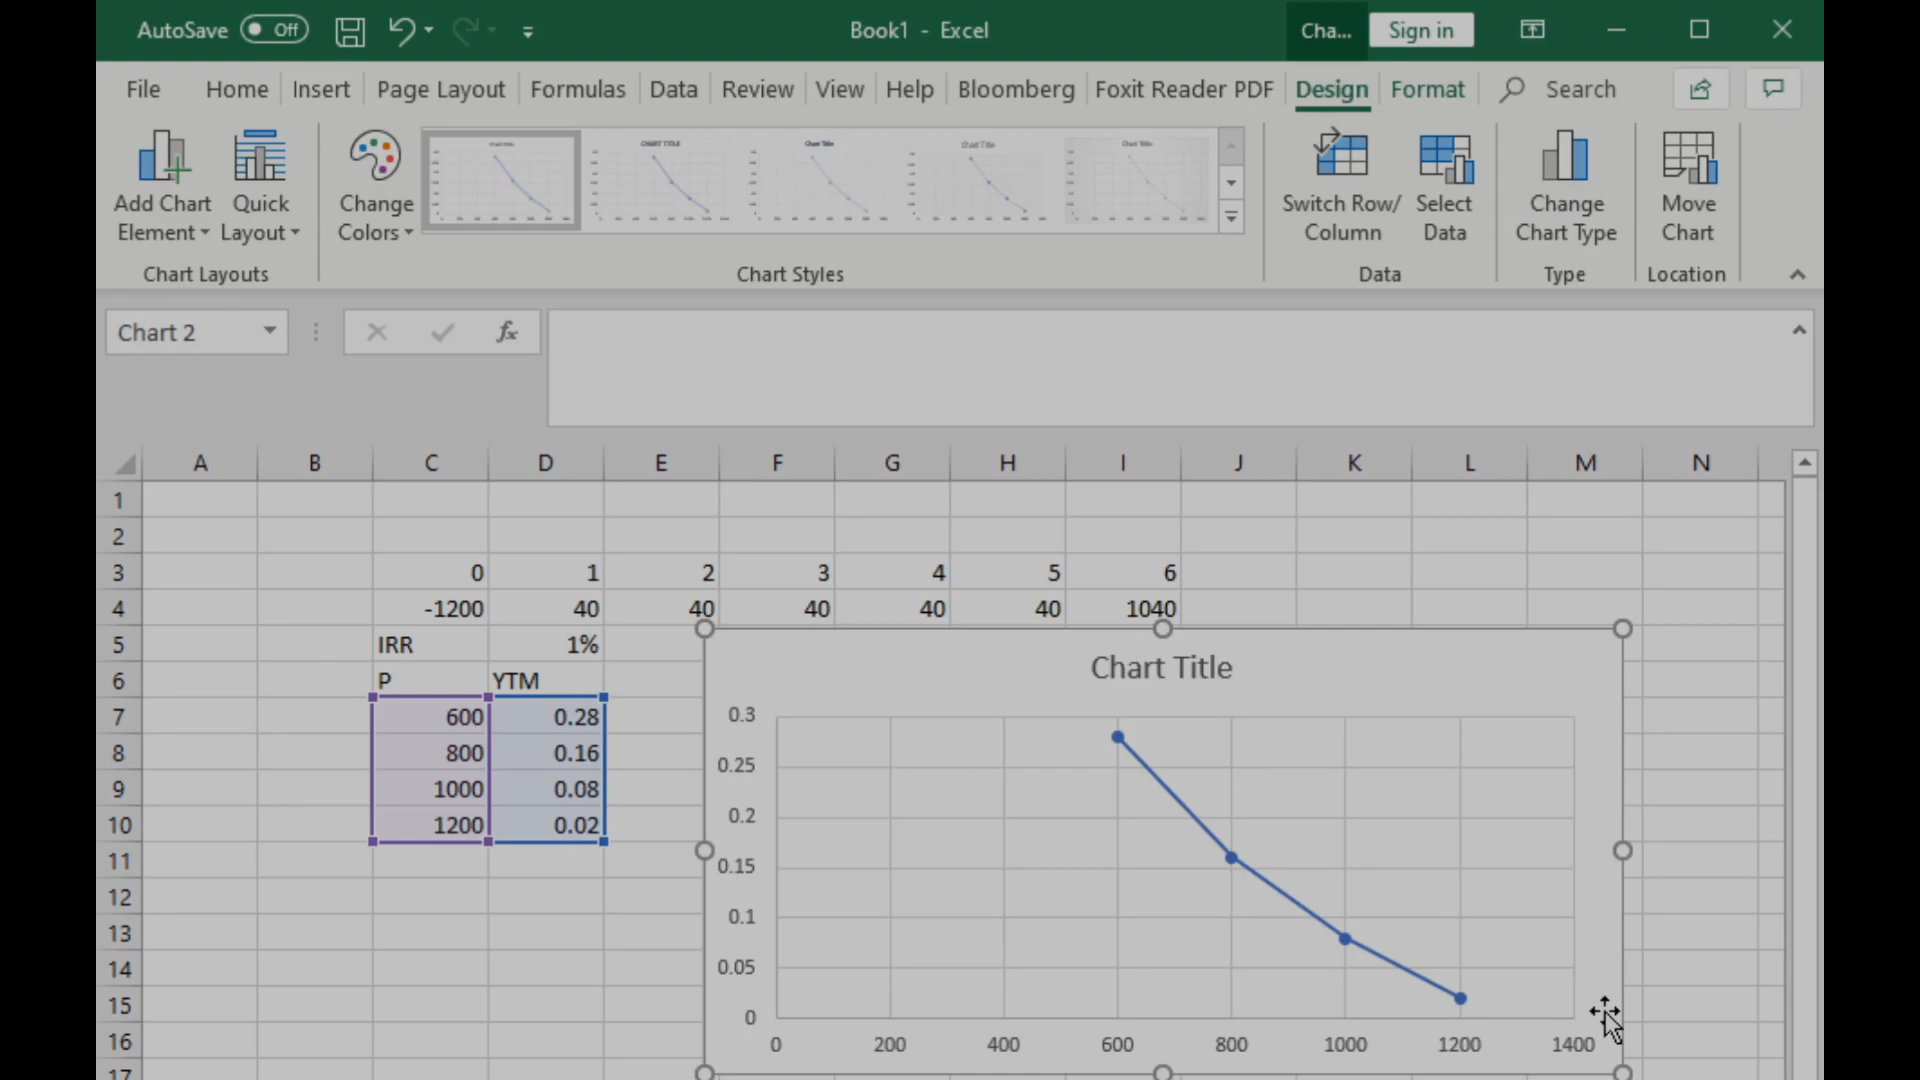 AutoSave Off Book1 - Excel Cha... Sign in
File Home Insert Page Layout Formulas Data Review View Help Bloomberg Foxit Reader PDF Design Format Search
Add Chart Element Quick Layout Change Colors Switch Row/ Column Select Data Change Chart Type Move Chart
Chart Layouts Chart Styles Data Type Location
Chart 2 fx
A B C D E F G H I J K L M N
1
2
3 0 1 2 3 4 5 6
4 -1200 40 40 40 40 40 1040
5 IRR 1%
6 P YTM
7 600 0.28
8 800 0.16
9 1000 0.08
10 1200 0.02
11
12
13
14
15
16
17
Chart Title
0.3
0.25
0.2
0.15
0.1
0.05
0
0 200 400 600 800 1000 1200 1400